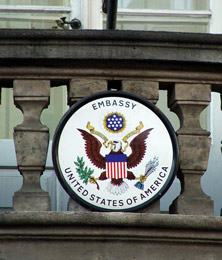 EMBASSY
UNITED STATES OF AMERICA